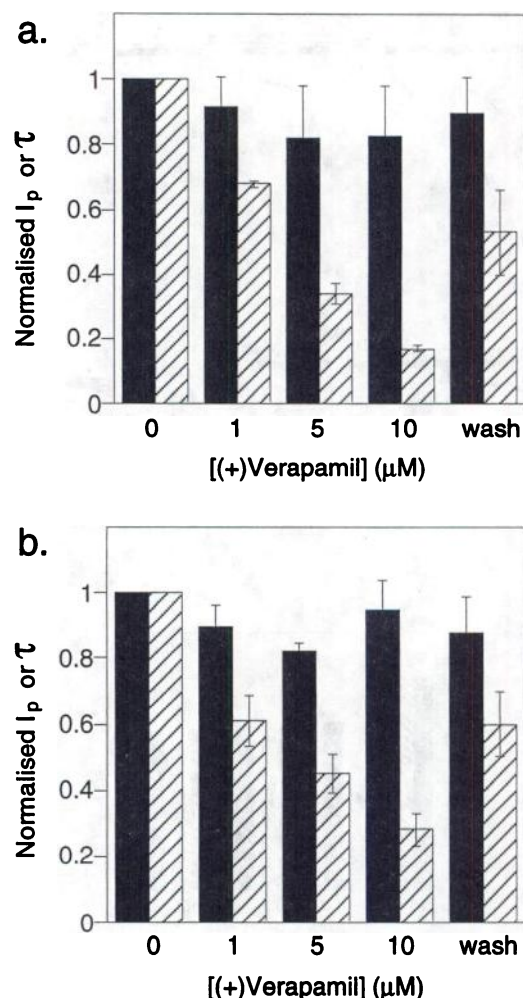 a.
Normalised Ip or τ
1
0.8
0.6
0.4
0.2
0
0 1 5 10 wash
[(+)Verapamil] (μM)
b.
Normalised Ip or τ
1
0.8
0.6
0.4
0.2
0
0 1 5 10 wash
[(+)Verapamil] (μM)